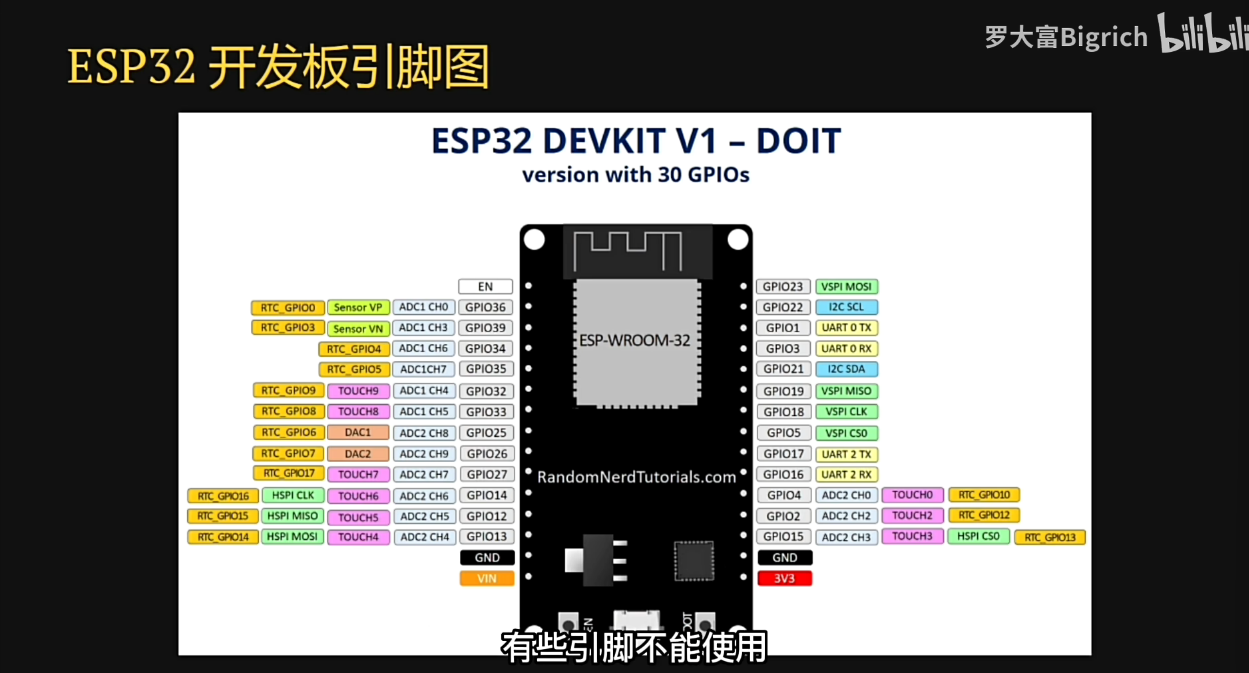 罗大富Bigrich bilibili
ESP32 开发板引脚图
ESP32 DEVKIT V1 – DOIT
version with 30 GPIOs
EN GPIO23 VSPI MOSI
RTC_GPIO0 Sensor VP ADC1 CH0 GPIO36 GPIO22 I2C SCL
RTC_GPIO3 Sensor VN ADC1 CH3 GPIO39 GPIO1 UART 0 TX
RTC_GPIO4 ADC1 CH6 GPIO34 ESP-WROOM-32 GPIO3 UART 0 RX
RTC_GPIO5 ADC1CH7 GPIO35 GPIO21 I2C SDA
RTC_GPIO9 TOUCH9 ADC1 CH4 GPIO32 GPIO19 VSPI MISO
RTC_GPIO8 TOUCH8 ADC1 CH5 GPIO33 GPIO18 VSPI CLK
RTC_GPIO6 DAC1 ADC2 CH8 GPIO25 GPIO5 VSPI CS0
RTC_GPIO7 DAC2 ADC2 CH9 GPIO26 GPIO17 UART 2 TX
RTC_GPIO17 TOUCH7 ADC2 CH7 GPIO27 RandomNerdTutorials.com GPIO16 UART 2 RX
RTC_GPIO16 HSPI CLK TOUCH6 ADC2 CH6 GPIO14 GPIO4 ADC2 CH0 TOUCH0 RTC_GPIO10
RTC_GPIO15 HSPI MISO TOUCH5 ADC2 CH5 GPIO12 GPIO2 ADC2 CH2 TOUCH2 RTC_GPIO12
RTC_GPIO14 HSPI MOSI TOUCH4 ADC2 CH4 GPIO13 GPIO15 ADC2 CH3 TOUCH3 HSPI CS0 RTC_GPIO13
GND GND
VIN 3V3
EN
有些引脚不能使用